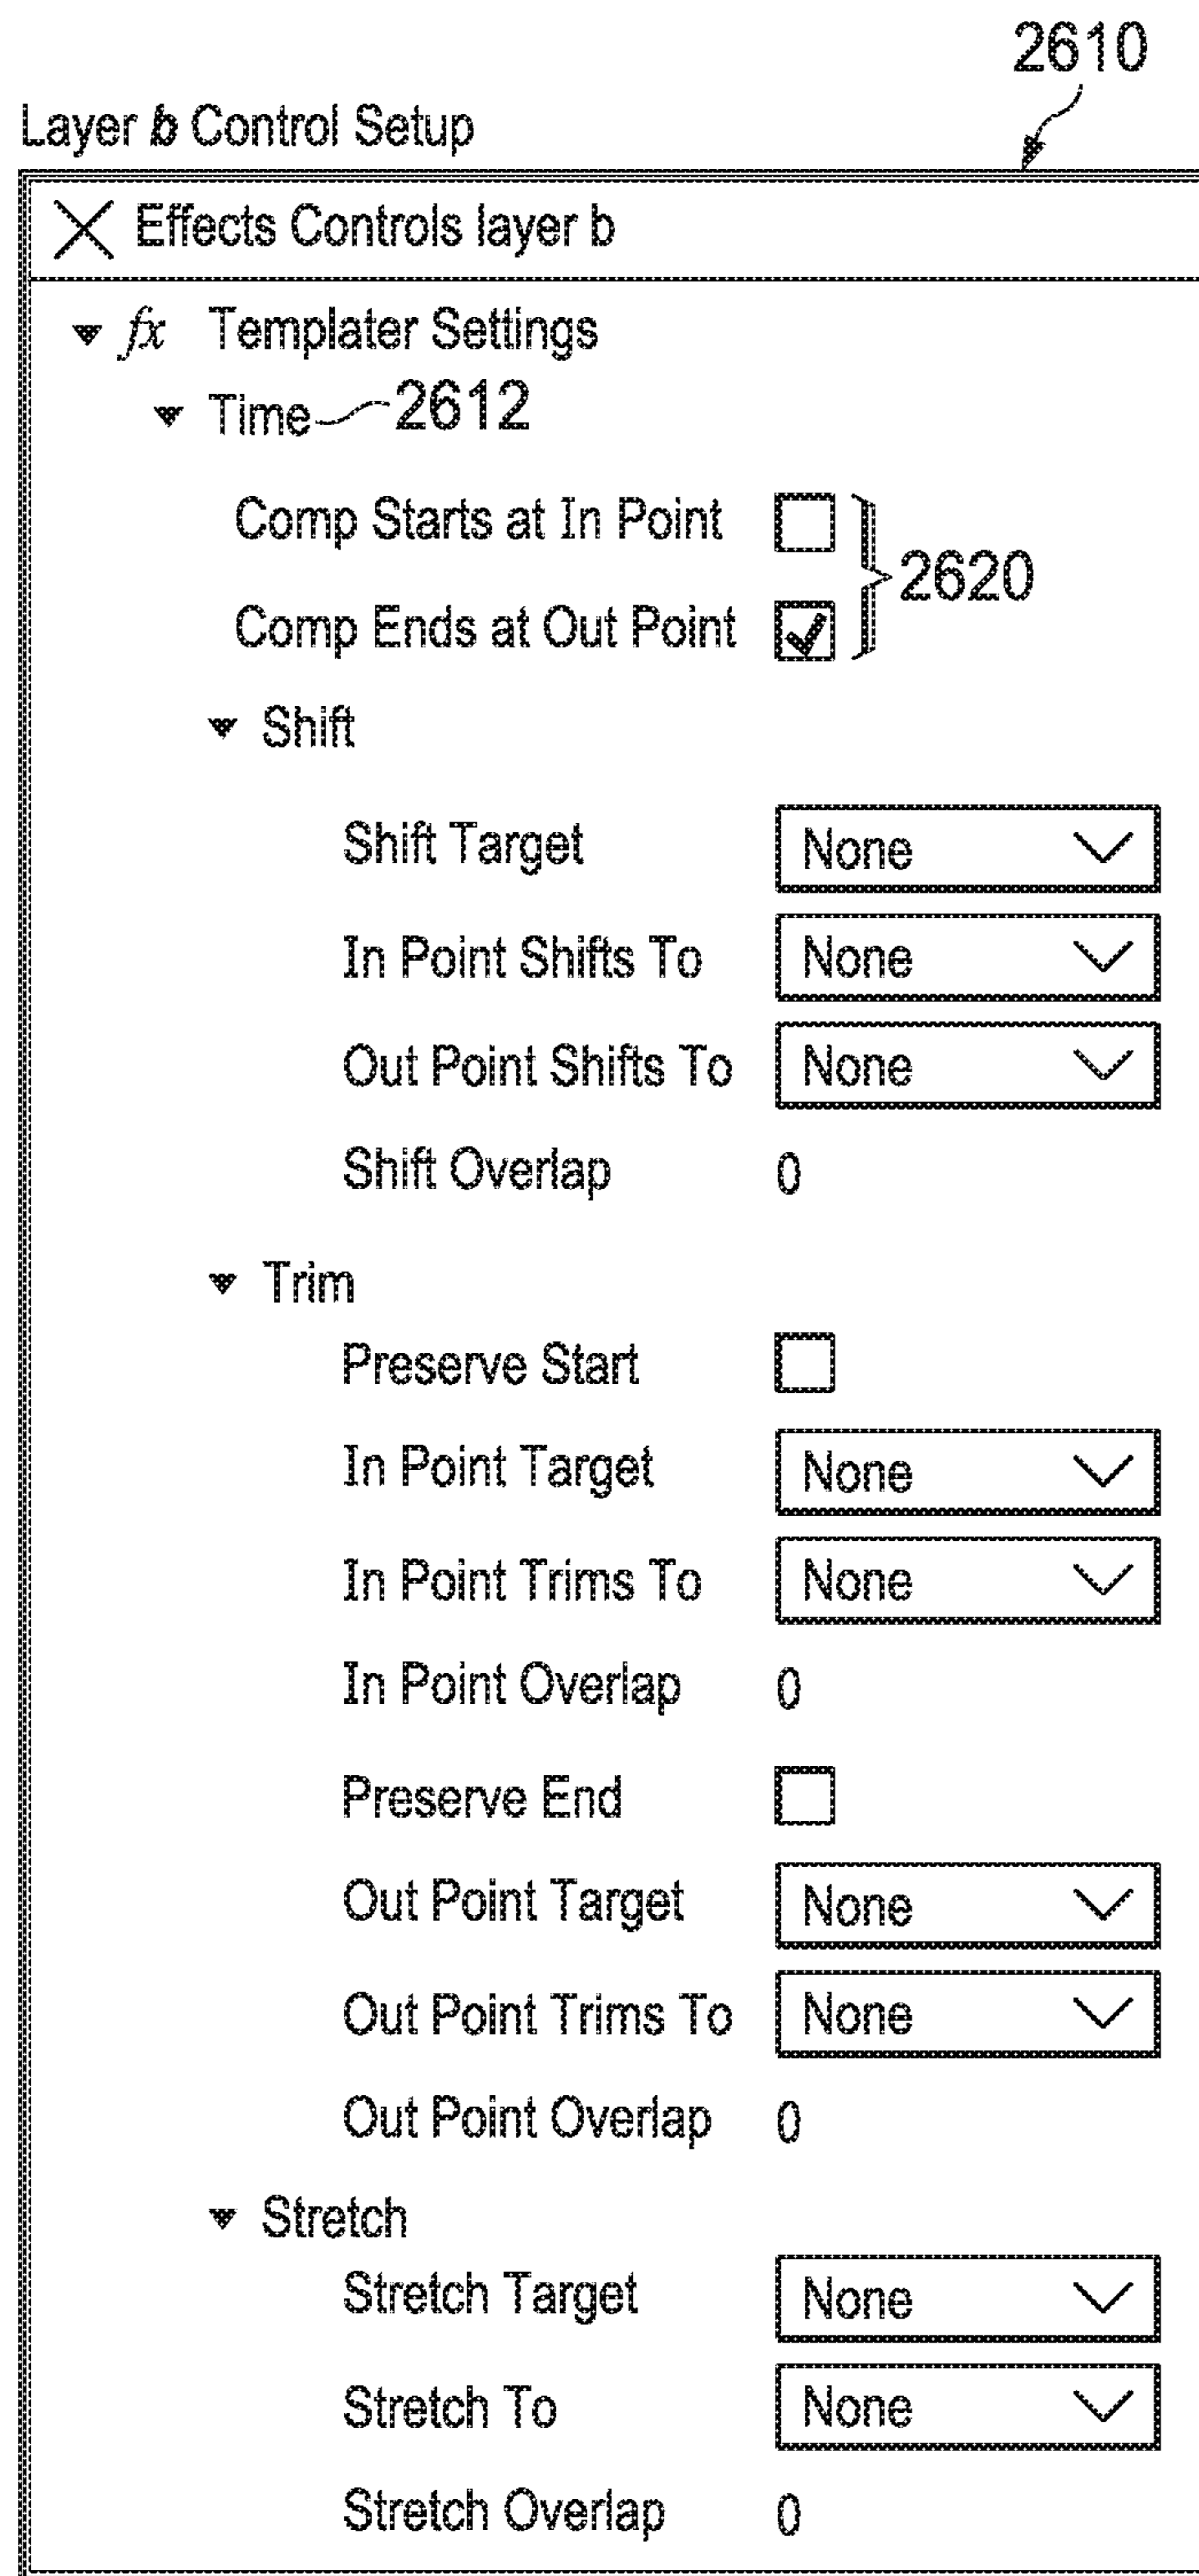 2610
Layer b Control Setup
Effects Controls layer b
fx Templater Settings
Time 2612
Comp Starts at In Point
2620
Comp Ends at Out Point
Shift
Shift Target None
In Point Shifts To None
Out Point Shifts To None
Shift Overlap 0
Trim
Preserve Start
In Point Target None
In Point Trims To None
In Point Overlap 0
Preserve End
Out Point Target None
Out Point Trims To None
Out Point Overlap 0
Stretch
Stretch Target None
Stretch To None
Stretch Overlap 0